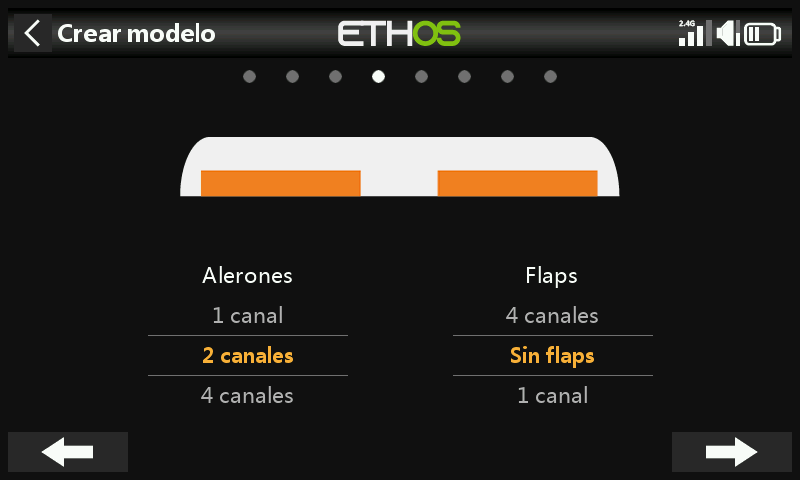 Crear modelo
ETHOS
2.4G
Alerones
Flaps
1 canal
4 canales
2 canales
Sin flaps
4 canales
1 canal